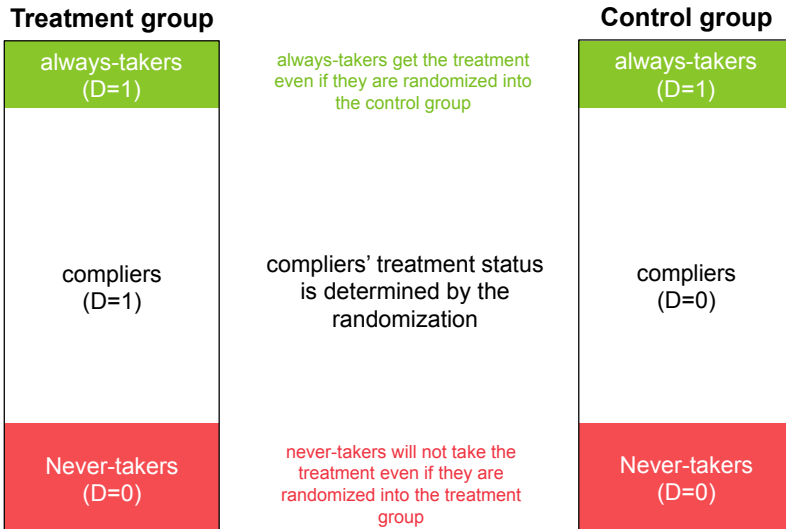 Treatment group
Control group
always-takers
(D=1)
always-takers get the treatment
even if they are randomized into
the control group
always-takers
(D=1)
compliers
(D=1)
compliers’ treatment status
is determined by the
randomization
compliers
(D=0)
Never-takers
(D=0)
never-takers will not take the
treatment even if they are
randomized into the treatment
group
Never-takers
(D=0)